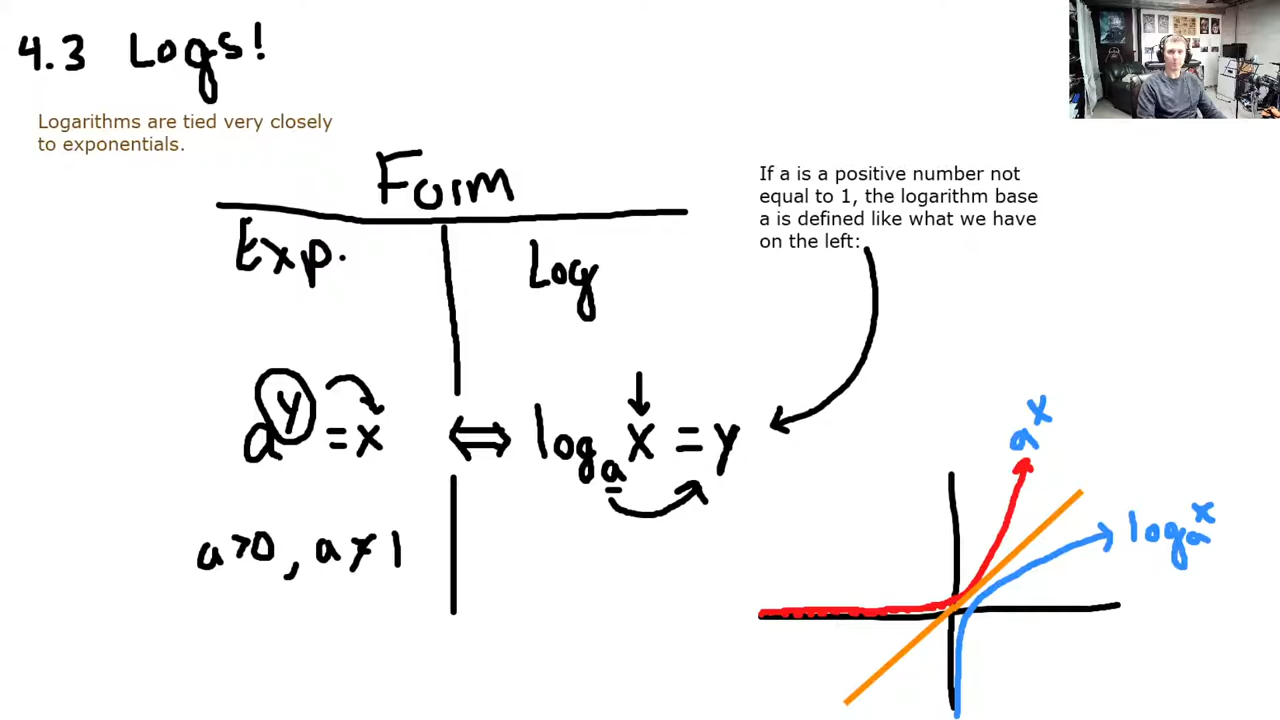 4.3 Logs!
Logarithms are tied very closely
to exponentials.
Form
Exp.
Log
If a is a positive number not
equal to 1, the logarithm base
a is defined like what we have
on the left:
a^y = x ⟺ log_a x = y
a>0, a≠1
a^x
log_a x